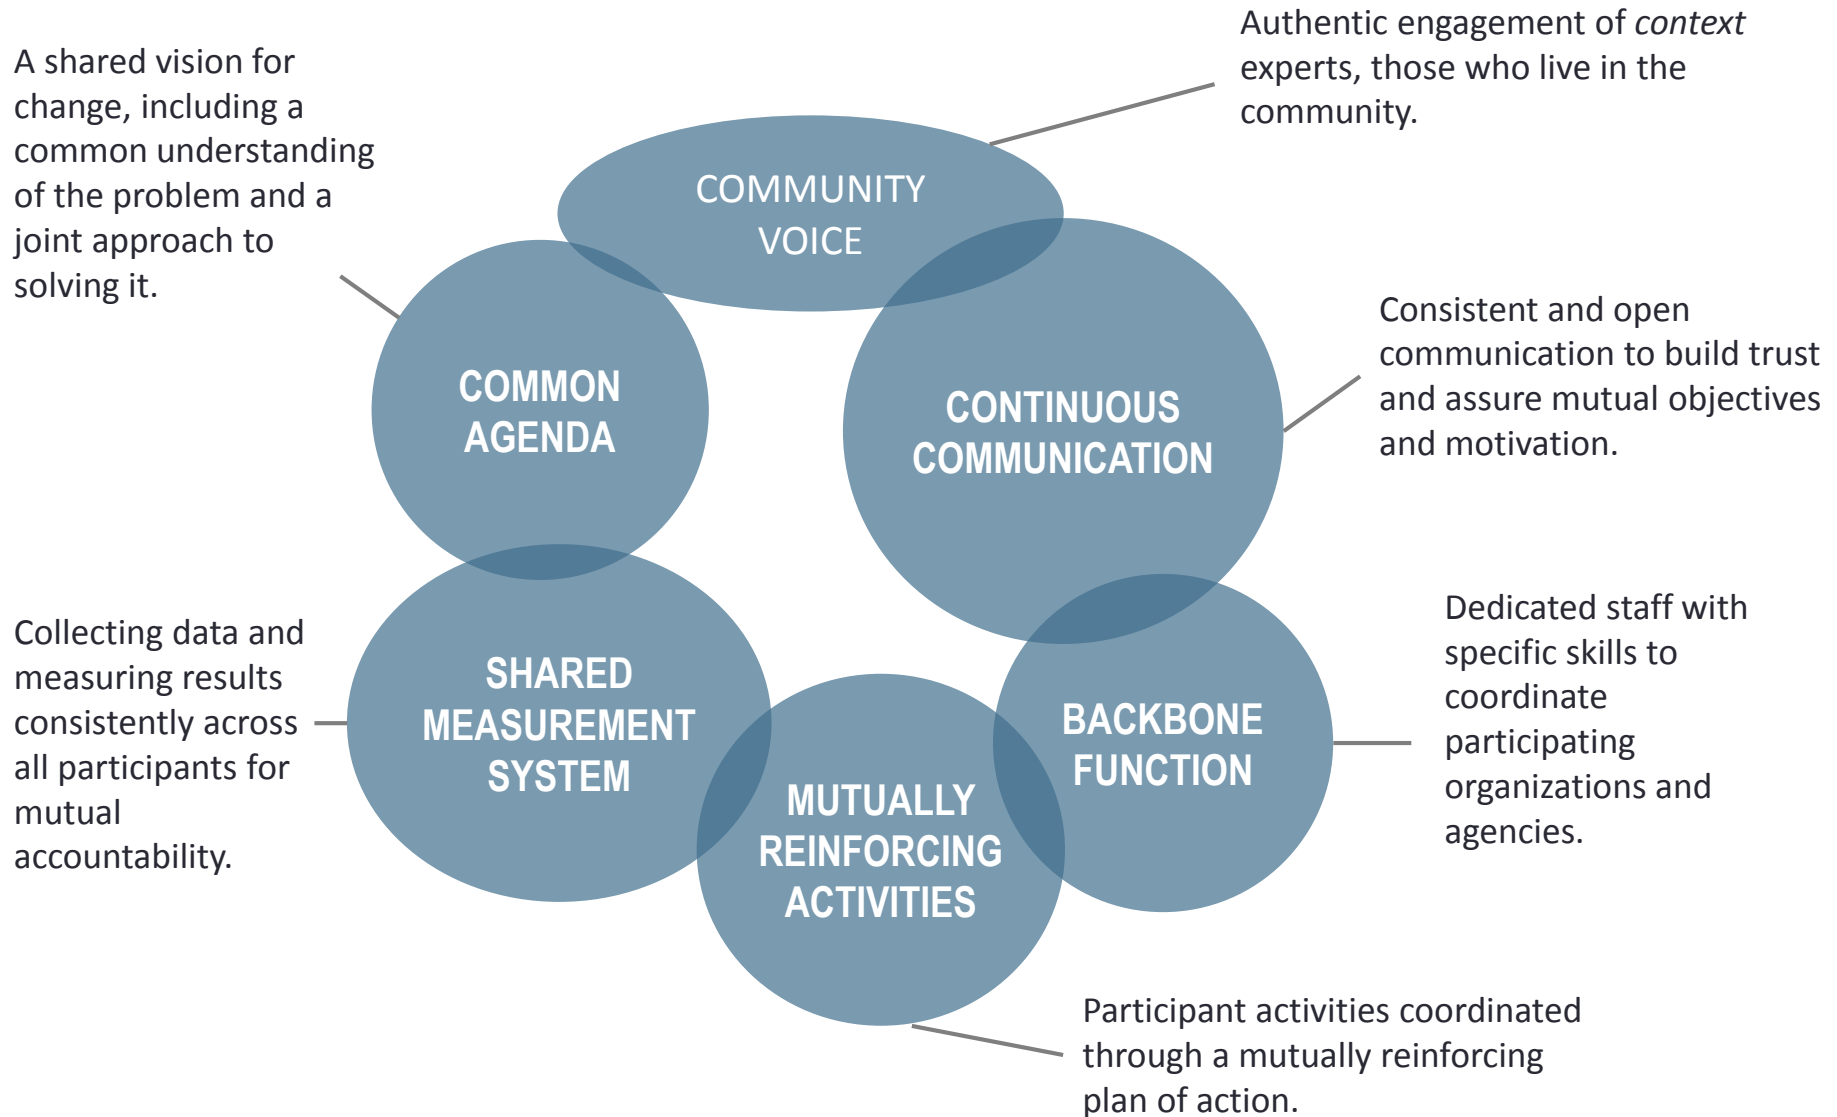 A shared vision for
change, including a
common understanding
of the problem and a
joint approach to
solving it.
Authentic engagement of context
experts, those who live in the
community.
COMMUNITY
VOICE
COMMON
AGENDA
CONTINUOUS
COMMUNICATION
Consistent and open
communication to build trust
and assure mutual objectives
and motivation.
Collecting data and
measuring results
consistently across
all participants for
mutual
accountability.
SHARED
MEASUREMENT
SYSTEM
MUTUALLY
REINFORCING
ACTIVITIES
BACKBONE
FUNCTION
Dedicated staff with
specific skills to
coordinate
participating
organizations and
agencies.
Participant activities coordinated
through a mutually reinforcing
plan of action.